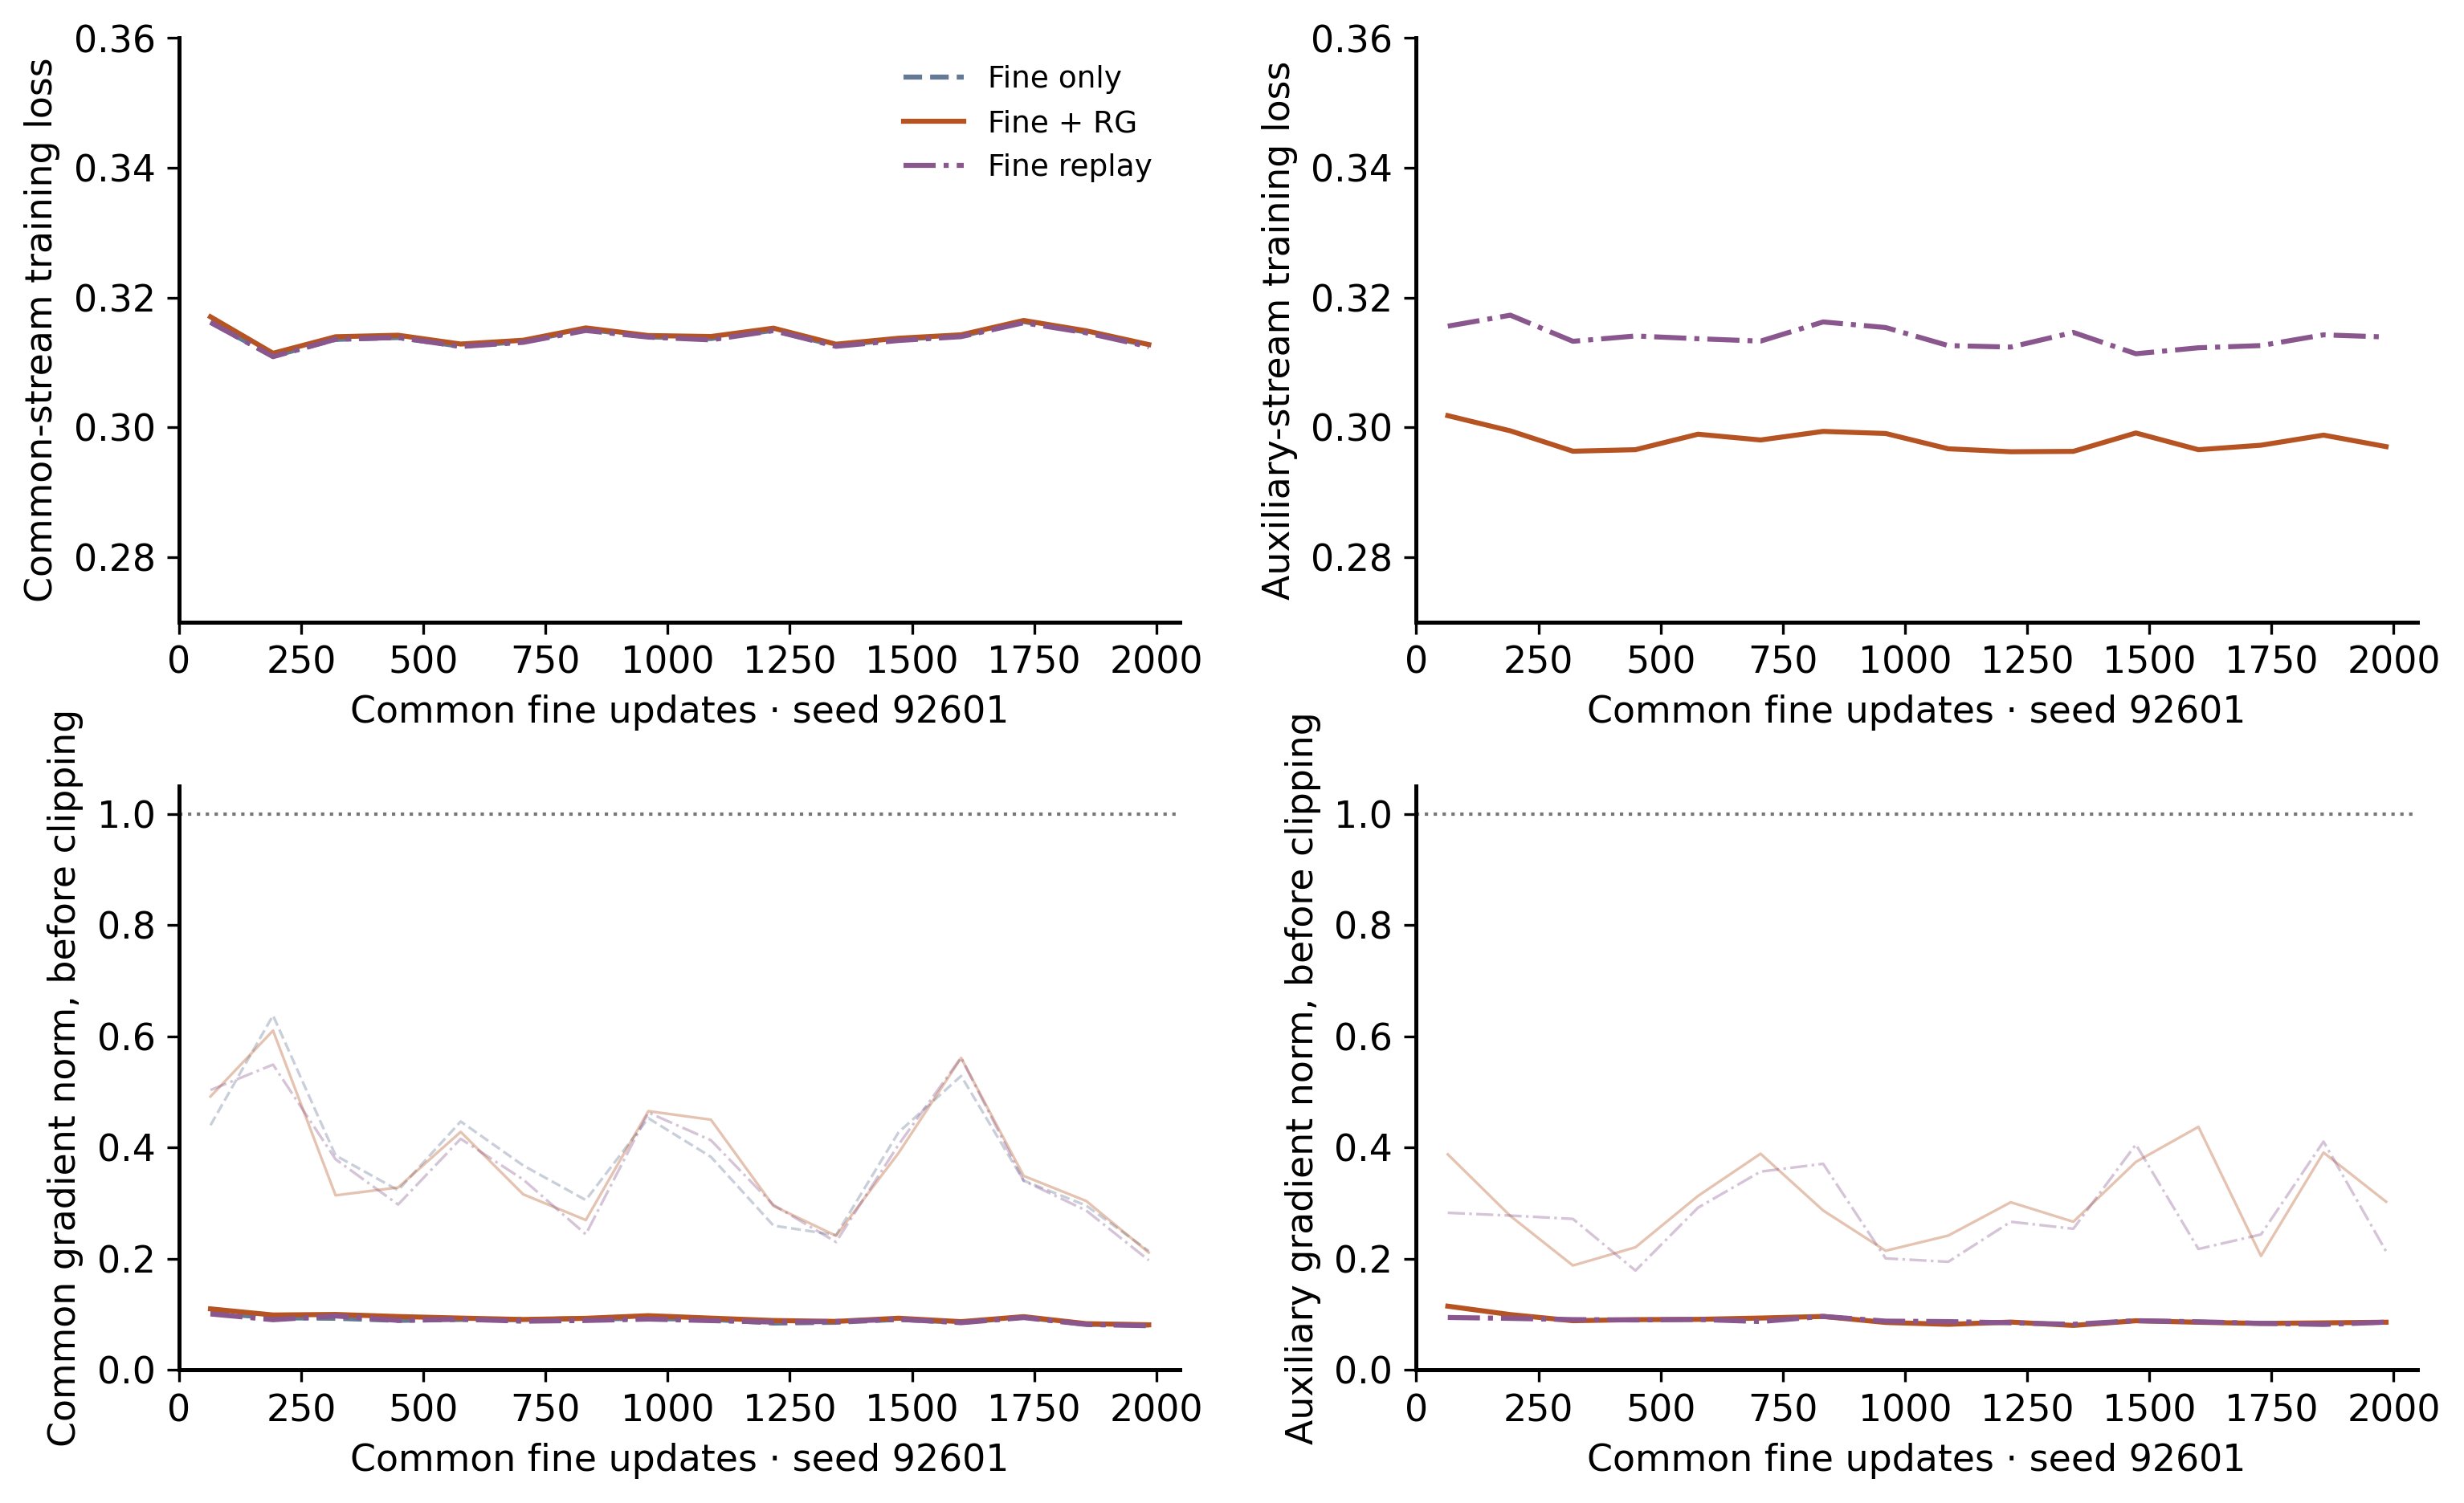 Common-stream training loss
0.36
0.34
0.32
0.30
0.28
Fine only
Fine + RG
Fine replay
0 250 500 750 1000 1250 1500 1750 2000
Common fine updates · seed 92601
Auxiliary-stream training loss
0.36
0.34
0.32
0.30
0.28
0 250 500 750 1000 1250 1500 1750 2000
Common fine updates · seed 92601
Common gradient norm, before clipping
1.0
0.8
0.6
0.4
0.2
0.0
0 250 500 750 1000 1250 1500 1750 2000
Common fine updates · seed 92601
Auxiliary gradient norm, before clipping
1.0
0.8
0.6
0.4
0.2
0.0
0 250 500 750 1000 1250 1500 1750 2000
Common fine updates · seed 92601